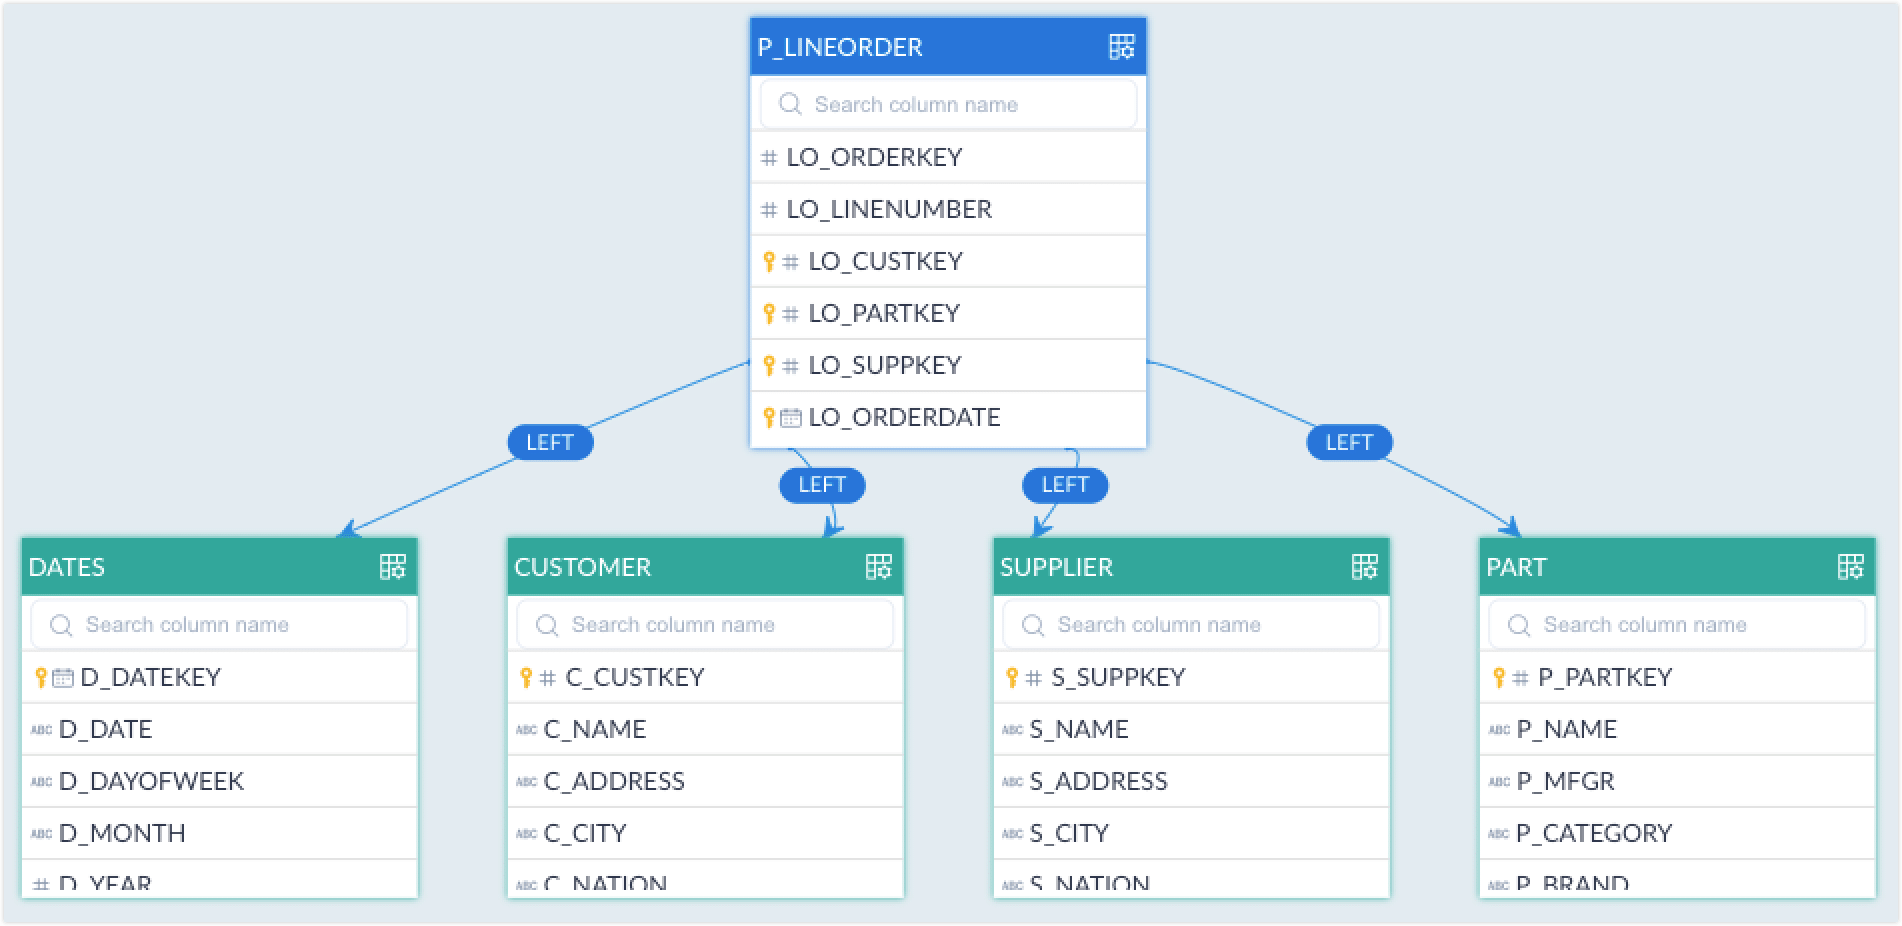 P_LINEORDER
Search column name
# LO_ORDERKEY
# LO_LINENUMBER
# LO_CUSTKEY
# LO_PARTKEY
# LO_SUPPKEY
LO_ORDERDATE
LEFT
LEFT
LEFT
LEFT
DATES
Search column name
D_DATEKEY
ABC D_DATE
ABC D_DAYOFWEEK
ABC D_MONTH
# D_YEAR
CUSTOMER
Search column name
# C_CUSTKEY
ABC C_NAME
ABC C_ADDRESS
ABC C_CITY
ABC C_NATION
SUPPLIER
Search column name
# S_SUPPKEY
ABC S_NAME
ABC S_ADDRESS
ABC S_CITY
ABC S_NATION
PART
Search column name
# P_PARTKEY
ABC P_NAME
ABC P_MFGR
ABC P_CATEGORY
ABC P_BRAND